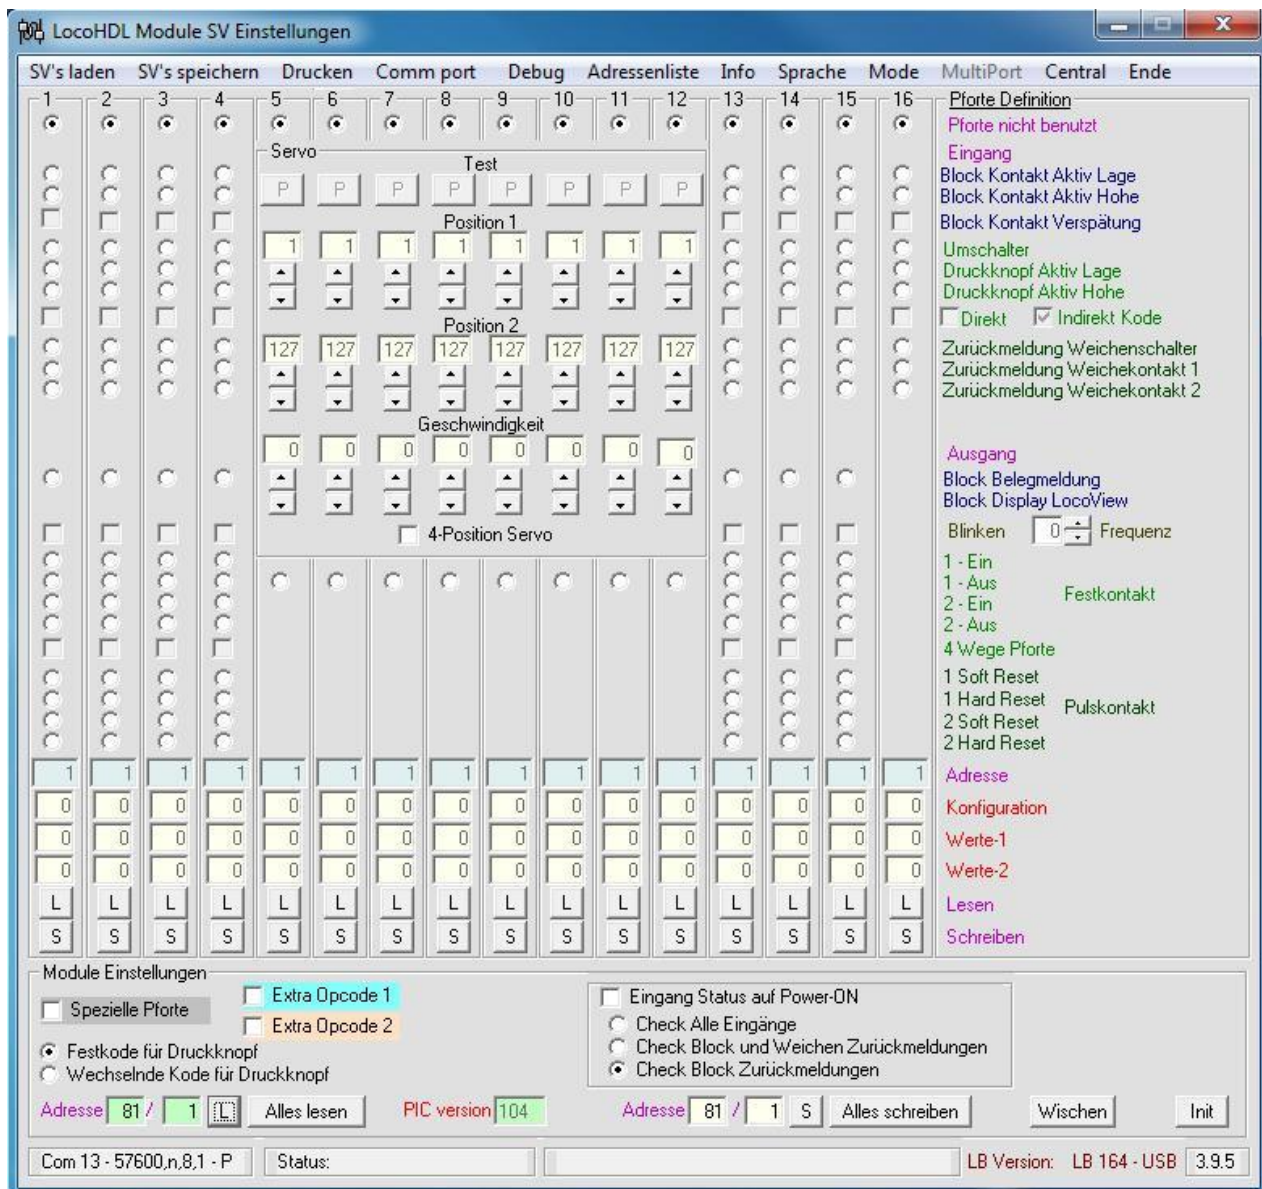 LocoHDL Module SV Einstellungen
SV's laden SV's speichern Drucken Comm port Debug Adressenliste Info Sprache Mode MultiPort Central Ende
1 2 3 4 5 6 7 8 9 10 11 12 13 14 15 16 Pforte Definition
Pforte nicht benutzt
Servo
Test
Eingang
P P P P P P P P
Block Kontakt Aktiv Lage
Block Kontakt Aktiv Hohe
Position 1
Block Kontakt Verspätung
1 1 1 1 1 1 1 1
Umschalter
Druckknopf Aktiv Lage
Druckknopf Aktiv Hohe
Position 2
Direkt Indirekt Kode
127 127 127 127 127 127 127 127
Zurückmeldung Weichenschalter
Zurückmeldung Weichekontakt 1
Zurückmeldung Weichekontakt 2
Geschwindigkeit
0 0 0 0 0 0 0 0
Ausgang
Block Belegmeldung
Block Display LocoView
4-Position Servo
Blinken 0 Frequenz
1 - Ein
1 - Aus
2 - Ein
2 - Aus
Festkontakt
4 Wege Pforte
1 Soft Reset
1 Hard Reset
2 Soft Reset
2 Hard Reset
Pulskontakt
1 1 1 1 1 1 1 1 1 1 1 1 1 1 1 1 Adresse
0 0 0 0 0 0 0 0 0 0 0 0 0 0 0 0 Konfiguration
0 0 0 0 0 0 0 0 0 0 0 0 0 0 0 0 Werte-1
0 0 0 0 0 0 0 0 0 0 0 0 0 0 0 0 Werte-2
L L L L L L L L L L L L L L L L Lesen
S S S S S S S S S S S S S S S S Schreiben
Module Einstellungen
Spezielle Pforte
Extra Opcode 1
Extra Opcode 2
Festkode für Druckknopf
Wechselnde Kode für Druckknopf
Eingang Status auf Power-ON
Check Alle Eingänge
Check Block und Weichen Zurückmeldungen
Check Block Zurückmeldungen
Adresse 81 / 1 L Alles lesen PIC version 104 Adresse 81 / 1 S Alles schreiben Wischen Init
Com 13 - 57600,n,8,1 - P Status: LB Version: LB 164 - USB 3.9.5